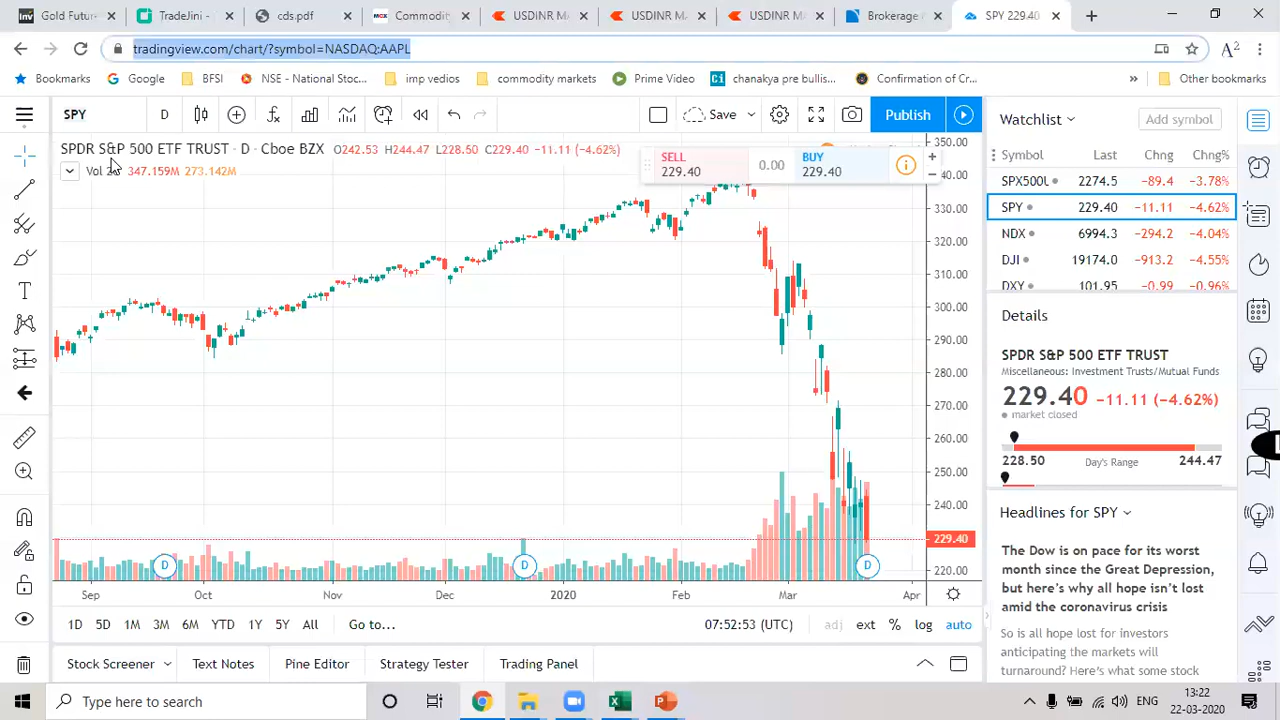 Gold Futur
TradeJini
cds.pdf
Commodity
USDINR MA
USDINR M
USDINR MA
Brokerage
SPY 229.40
tradingview.com/chart/?symbol=NASDAQ:AAPL
Bookmarks
Google
BFSI
NSE - National Stoc...
imp vedios
commodity markets
Prime Video
chanakya pre bullis...
Confirmation of Cr...
»
Other bookmarks
SPY
D
Save
Publish
SPDR S&P 500 ETF TRUST · D · Cboe BZX
O242.53 H244.47 L228.50 C229.40 −11.11 (−4.62%)
Vol 347.159M 273.142M
SELL
229.40
0.00
BUY
229.40
350.00
330.00
320.00
310.00
300.00
290.00
280.00
270.00
260.00
250.00
240.00
229.40
220.00
D
D
D
Sep
Oct
Nov
Dec
2020
Feb
Mar
Apr
1D
5D
1M
3M
6M
YTD
1Y
5Y
All
Go to...
07:52:53 (UTC)
adj
ext
%
log
auto
Stock Screener
Text Notes
Pine Editor
Strategy Tester
Trading Panel
Watchlist
Add symbol
Symbol Last Chng Chng%
2274.5 −89.4 −3.78%
SPY 229.40 −11.11 −4.62%
NDX 6994.3 −294.2 −4.04%
DJI 19174.0 −913.2 −4.55%
DXY 101.95 −0.99 −0.96%
Details
SPDR S&P 500 ETF TRUST
Miscellaneous: Investment Trusts/Mutual Funds
229.40 −11.11 (−4.62%)
market closed
228.50 Day's Range 244.47
Headlines for SPY
The Dow is on pace for its worst
month since the Great Depression,
but here's why all hope isn't lost
amid the coronavirus crisis
So is all hope lost for investors
anticipating the markets will
turnaround? Here's what some stock
Type here to search
ENG
13:22
22-03-2020